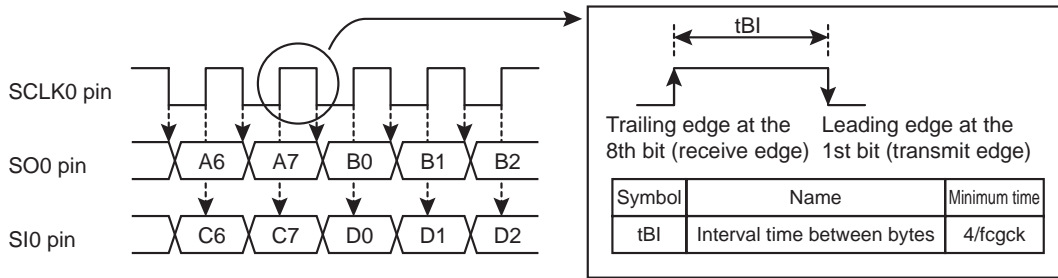 tBI
SCLK0 pin
SO0 pin
A6 A7 B0 B1 B2
SI0 pin
C6 C7 D0 D1 D2
Trailing edge at the
8th bit (receive edge)
Leading edge at the
1st bit (transmit edge)
Symbol Name Minimum time
tBI Interval time between bytes 4/fcgck